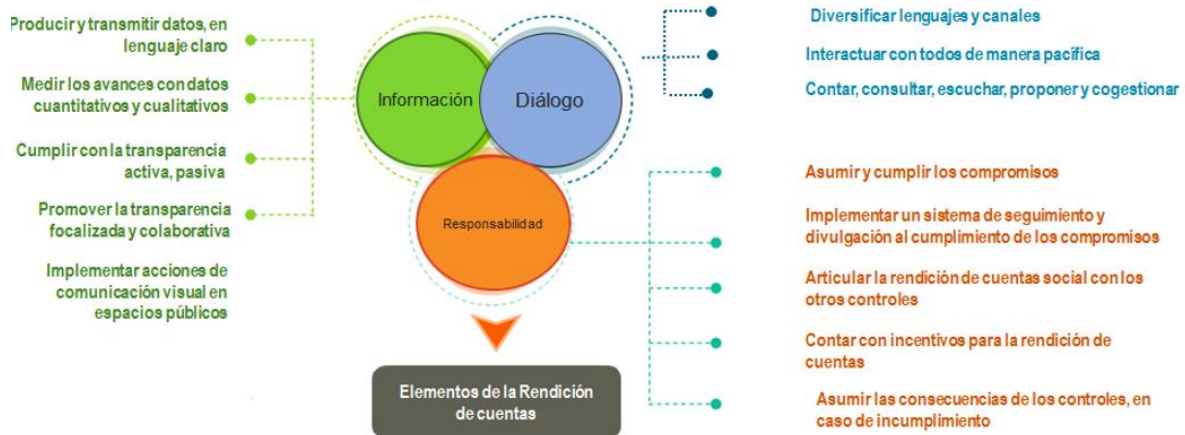 Producir y transmitir datos, en
lenguaje claro
Medir los avances con datos
cuantitativos y cualitativos
Cumplir con la transparencia
activa, pasiva
Promover la transparencia
focalizada y colaborativa
Implementar acciones de
comunicación visual en
espacios públicos
Información
Diálogo
Responsabilidad
Elementos de la Rendición
de cuentas
Diversificar lenguajes y canales
Interactuar con todos de manera pacífica
Contar, consultar, escuchar, proponer y cogestionar
Asumir y cumplir los compromisos
Implementar un sistema de seguimiento y
divulgación al cumplimiento de los compromisos
Articular la rendición de cuentas social con los
otros controles
Contar con incentivos para la rendición de
cuentas
Asumir las consecuencias de los controles, en
caso de incumplimiento